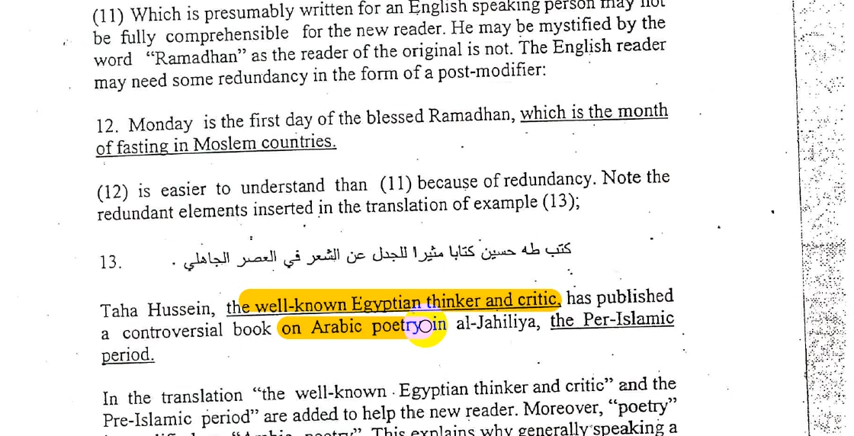 (11) Which is presumably written for an English speaking person may not
be fully comprehensible for the new reader. He may be mystified by the
word “Ramadhan” as the reader of the original is not. The English reader
may need some redundancy in the form of a post-modifier:
12. Monday is the first day of the blessed Ramadhan, which is the month
of fasting in Moslem countries.
(12) is easier to understand than (11) because of redundancy. Note the
redundant elements inserted in the translation of example (13);
13. كتب طه حسين كتابا مثيرا للجدل عن الشعر في العصر الجاهلي .
Taha Hussein, the well-known Egyptian thinker and critic, has published
a controversial book on Arabic poetry in al-Jahiliya, the Per-Islamic
period.
In the translation “the well-known Egyptian thinker and critic” and the
Pre-Islamic period” are added to help the new reader. Moreover, “poetry”
poetry”. This explains why generally speaking a